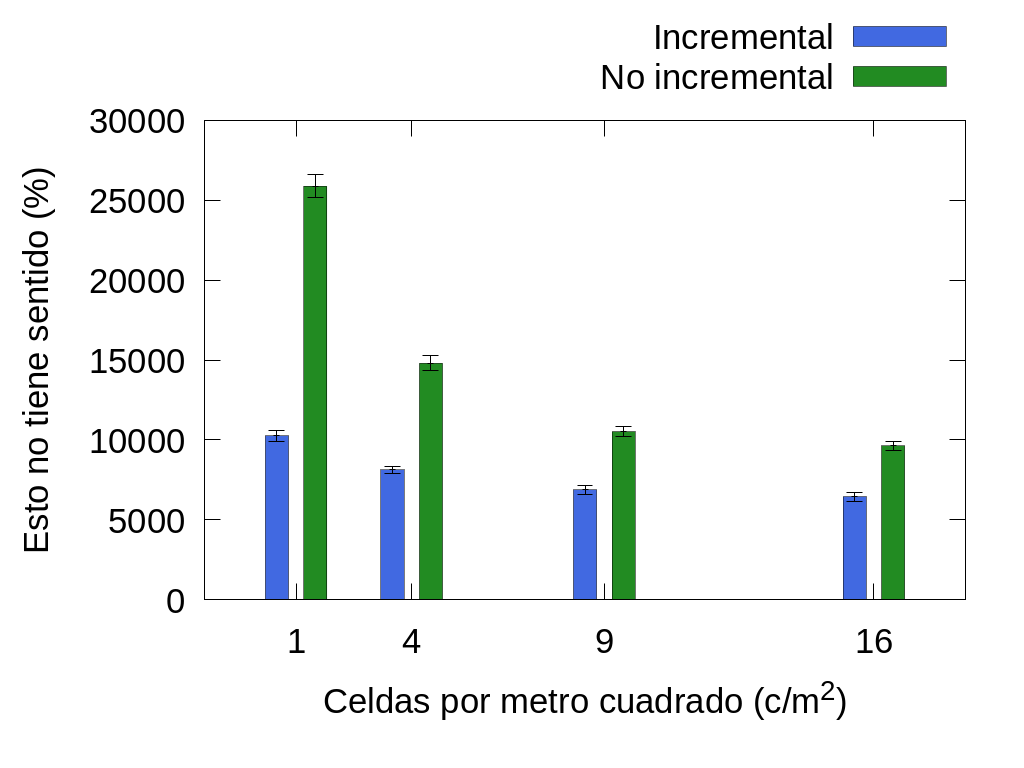 Incremental
No incremental
30000
25000
20000
15000
10000
5000
0
Esto no tiene sentido (%)
1 4 9 16
Celdas por metro cuadrado (c/m²)